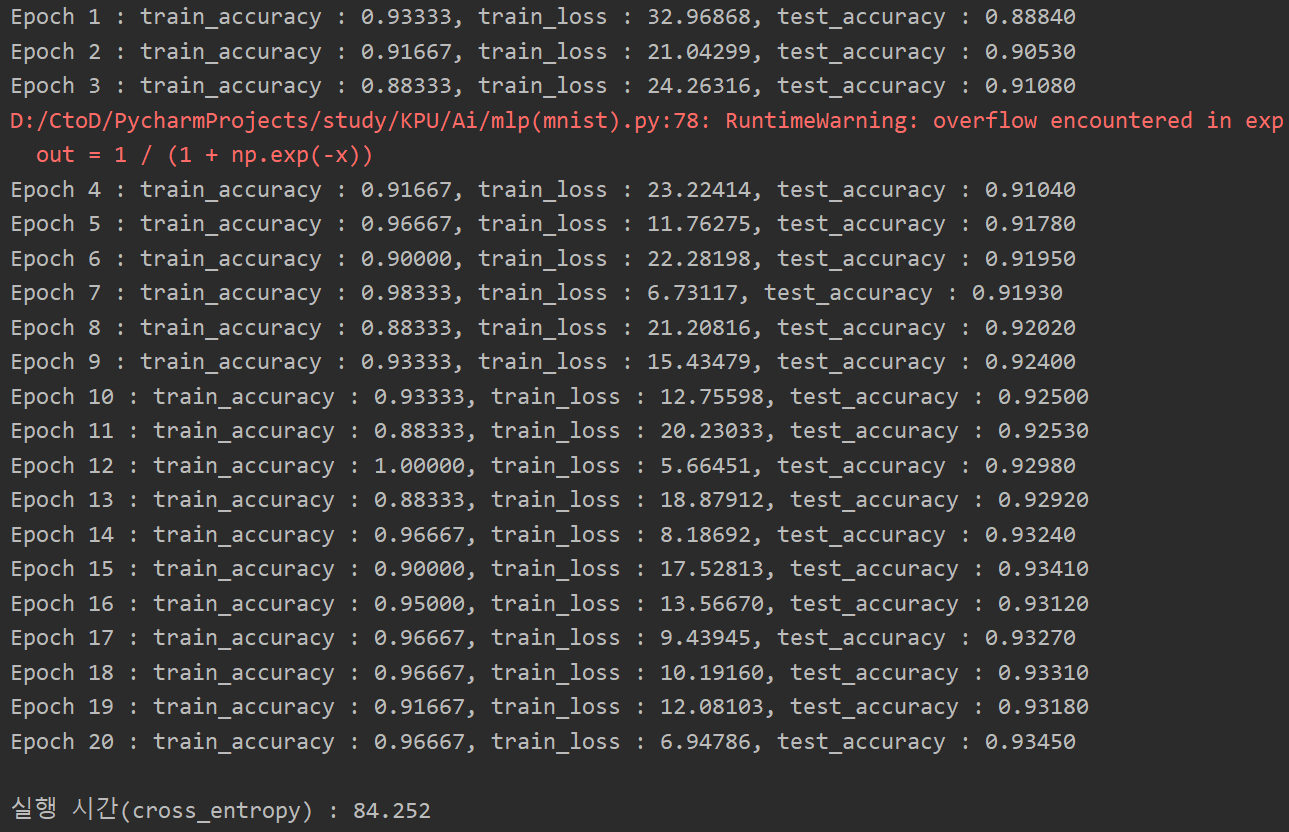 Epoch 1 : train_accuracy : 0.93333, train_loss : 32.96868, test_accuracy : 0.88840
Epoch 2 : train_accuracy : 0.91667, train_loss : 21.04299, test_accuracy : 0.90530
Epoch 3 : train_accuracy : 0.88333, train_loss : 24.26316, test_accuracy : 0.91080
D:/CtoD/PycharmProjects/study/KPU/Ai/mlp(mnist).py:78: RuntimeWarning: overflow encountered in exp
  out = 1 / (1 + np.exp(-x))
Epoch 4 : train_accuracy : 0.91667, train_loss : 23.22414, test_accuracy : 0.91040
Epoch 5 : train_accuracy : 0.96667, train_loss : 11.76275, test_accuracy : 0.91780
Epoch 6 : train_accuracy : 0.90000, train_loss : 22.28198, test_accuracy : 0.91950
Epoch 7 : train_accuracy : 0.98333, train_loss : 6.73117, test_accuracy : 0.91930
Epoch 8 : train_accuracy : 0.88333, train_loss : 21.20816, test_accuracy : 0.92020
Epoch 9 : train_accuracy : 0.93333, train_loss : 15.43479, test_accuracy : 0.92400
Epoch 10 : train_accuracy : 0.93333, train_loss : 12.75598, test_accuracy : 0.92500
Epoch 11 : train_accuracy : 0.88333, train_loss : 20.23033, test_accuracy : 0.92530
Epoch 12 : train_accuracy : 1.00000, train_loss : 5.66451, test_accuracy : 0.92980
Epoch 13 : train_accuracy : 0.88333, train_loss : 18.87912, test_accuracy : 0.92920
Epoch 14 : train_accuracy : 0.96667, train_loss : 8.18692, test_accuracy : 0.93240
Epoch 15 : train_accuracy : 0.90000, train_loss : 17.52813, test_accuracy : 0.93410
Epoch 16 : train_accuracy : 0.95000, train_loss : 13.56670, test_accuracy : 0.93120
Epoch 17 : train_accuracy : 0.96667, train_loss : 9.43945, test_accuracy : 0.93270
Epoch 18 : train_accuracy : 0.96667, train_loss : 10.19160, test_accuracy : 0.93310
Epoch 19 : train_accuracy : 0.91667, train_loss : 12.08103, test_accuracy : 0.93180
Epoch 20 : train_accuracy : 0.96667, train_loss : 6.94786, test_accuracy : 0.93450
실행 시간(cross_entropy) : 84.252